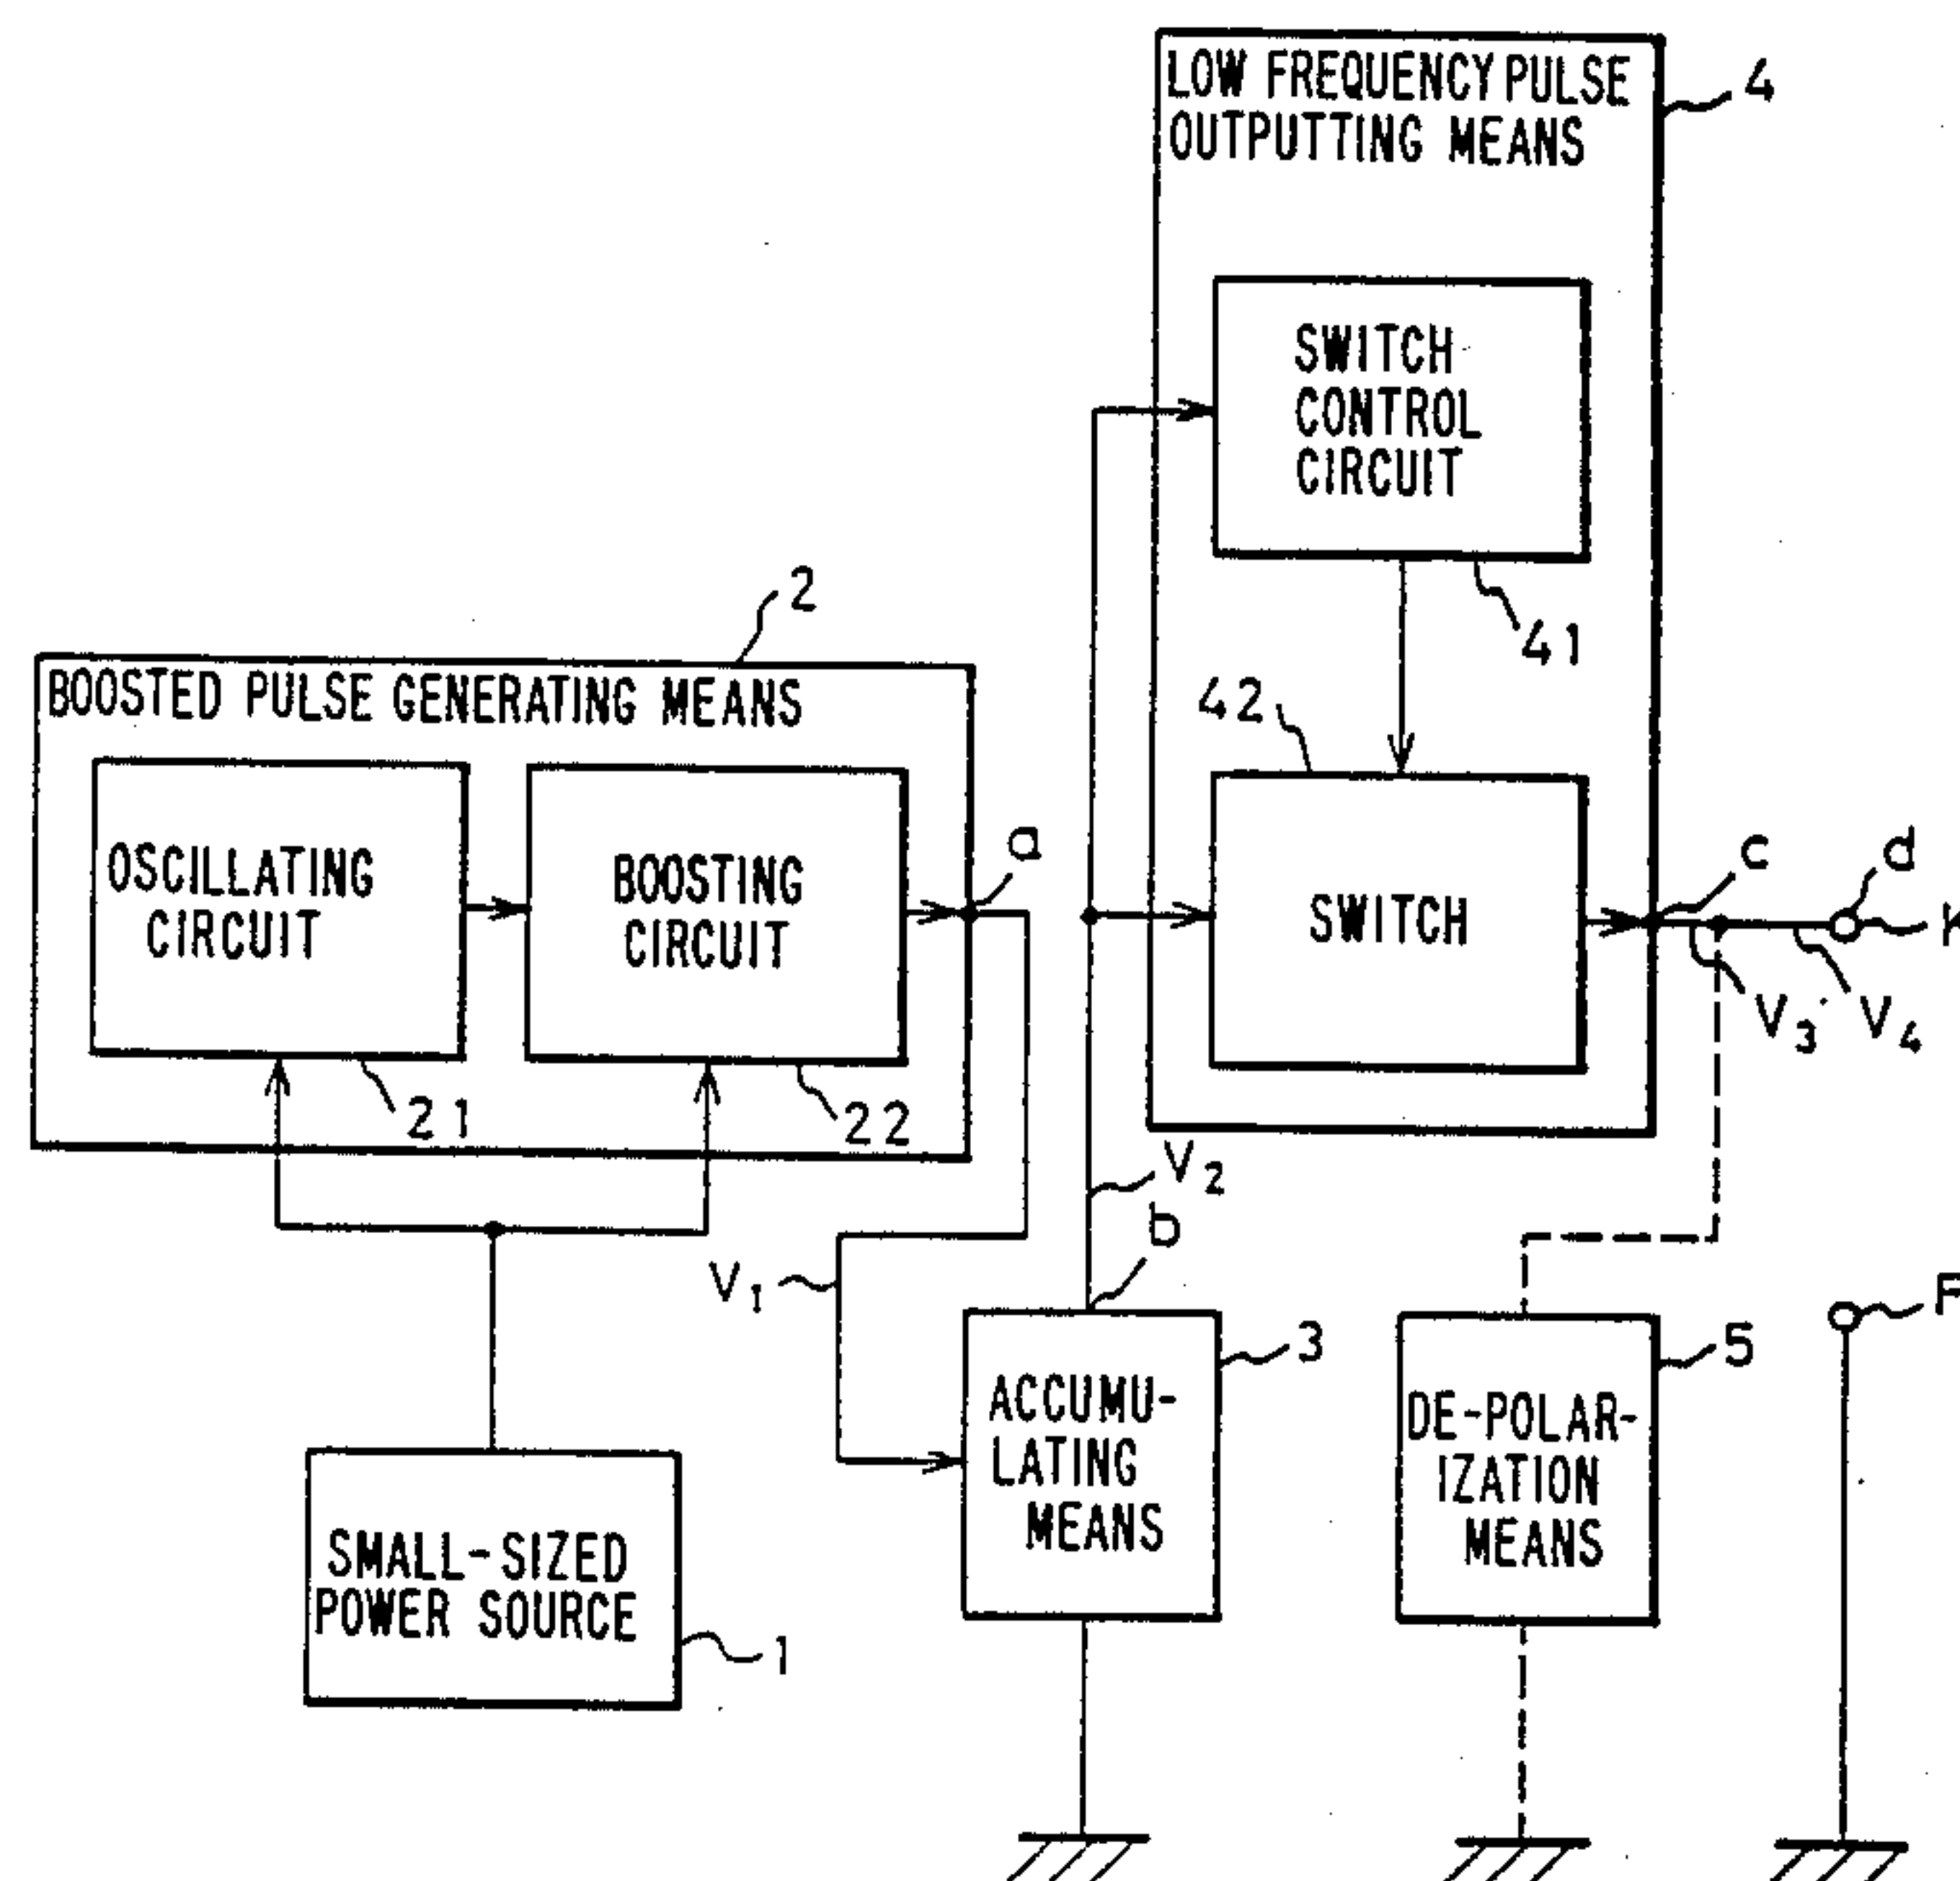 LOW FREQUENCY PULSE
OUTPUTTING MEANS
4
SWITCH
CONTROL
CIRCUIT
41
2
BOOSTED PULSE GENERATING MEANS
42
OSCILLATING
CIRCUIT
BOOSTING
CIRCUIT
a
SWITCH
c
d
V3
V4
21
22
V2
b
V1
3
5
ACCUMU-
LATING
MEANS
DE-POLAR-
IZATION
MEANS
SMALL-SIZED
POWER SOURCE
1